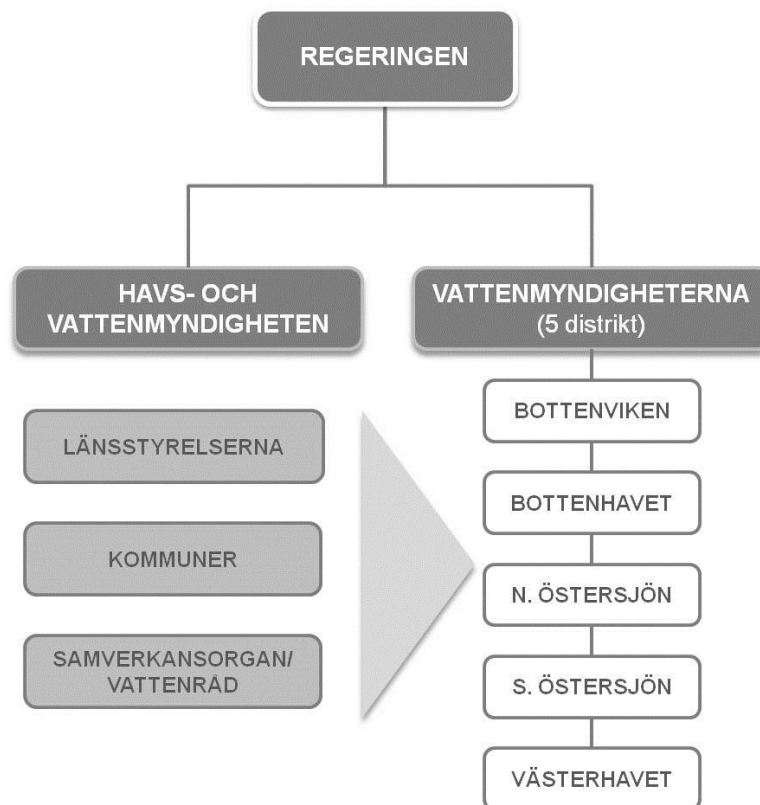 REGERINGEN
HAVS- OCH
VATTENMYNDIGHETEN
VATTENMYNDIGHETERNA
(5 distrikt)
LÄNSSTYRELSERNA
KOMMUNER
SAMVERKANSORGAN/
VATTENRÅD
BOTTENVIKEN
BOTTENHAVET
N. ÖSTERSJÖN
S. ÖSTERSJÖN
VÄSTERHAVET